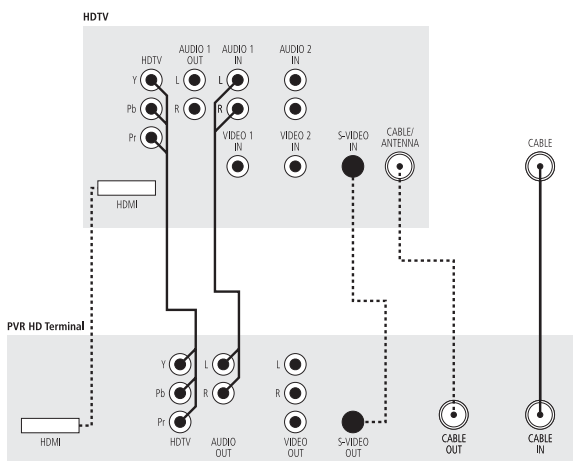 HDTV
HDTV
AUDIO 1
OUT
AUDIO 1
IN
AUDIO 2
IN
Y
L
L
Pb
R
R
Pr
VIDEO 1
IN
VIDEO 2
IN
S-VIDEO
IN
CABLE/
ANTENNA
CABLE
HDMI
PVR HD Terminal
Y
L
L
Pb
R
R
Pr
HDMI
HDTV
AUDIO
OUT
VIDEO
OUT
S-VIDEO
OUT
CABLE
OUT
CABLE
IN